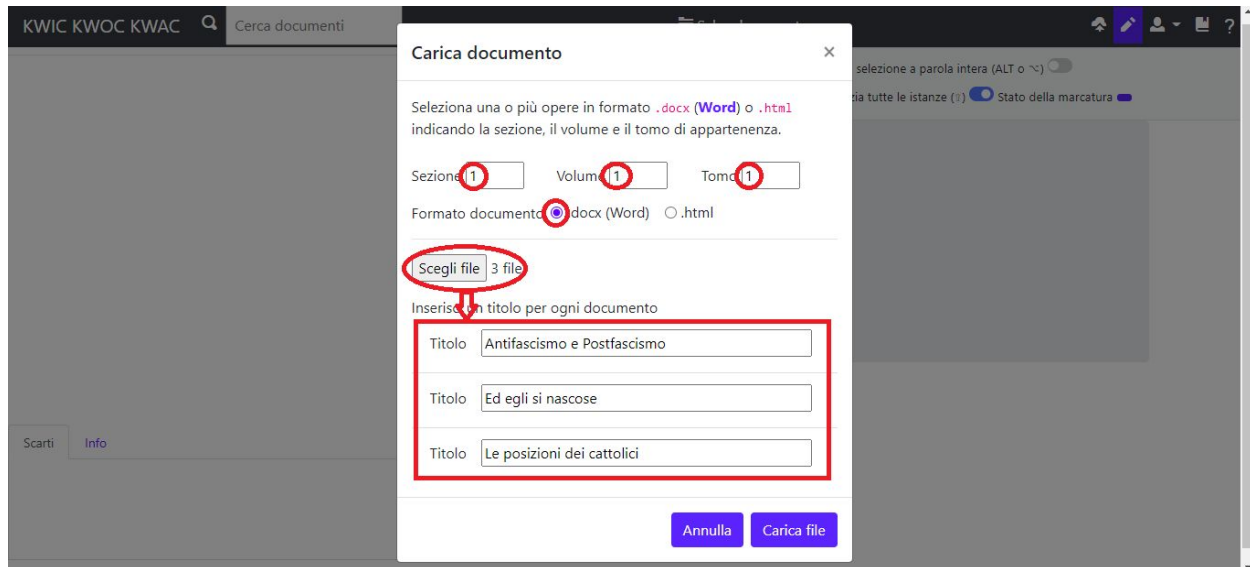 KWIC KWOC KWAC Cerca documenti
Carica documento ×
selezione a parola intera (ALT o ⌥)
Seleziona una o più opere in formato .docx (Word) o .html
tutte le istanze (⇧) Stato della marcatura
indicando la sezione, il volume e il tomo di appartenenza.
Sezione 1 Volume 1 Tomo 1
Formato documento .docx (Word) .html
Scegli file 3 file
Inserisci un titolo per ogni documento
Titolo Antifascismo e Postfascismo
Titolo Ed egli si nascose
Scarti Info
Titolo Le posizioni dei cattolici
Annulla Carica file